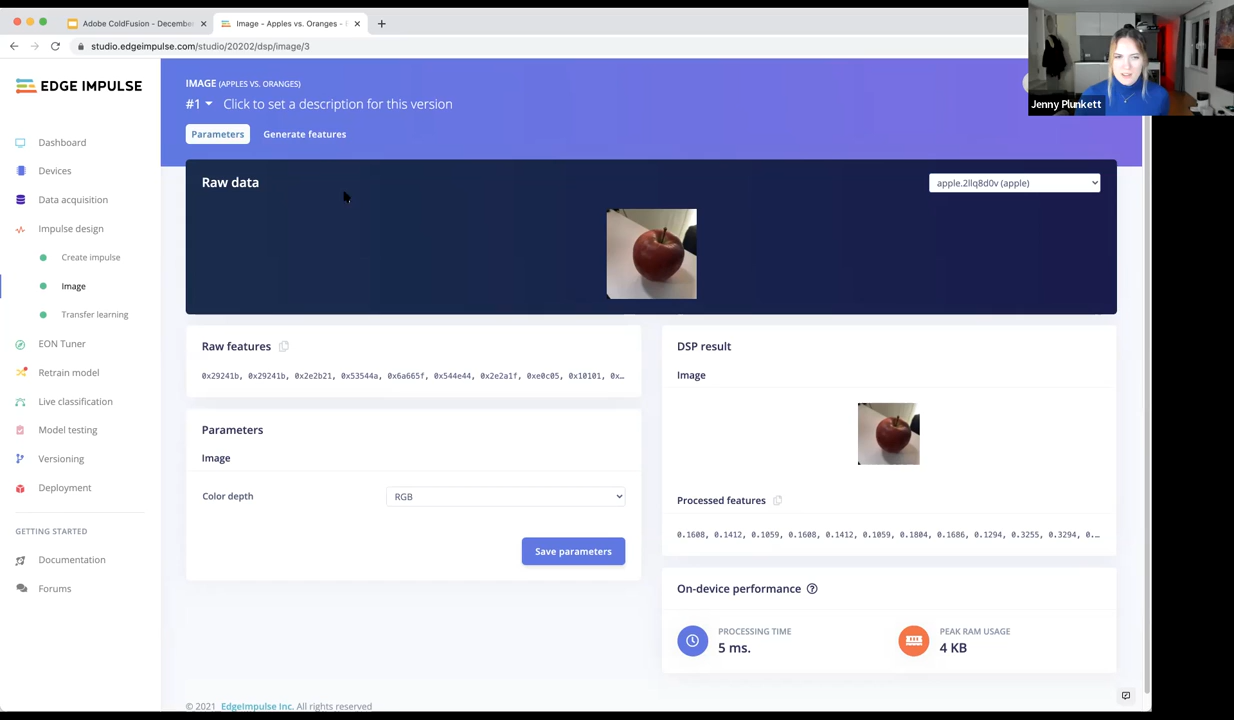 Adobe ColdFusion - December
Image - Apples vs. Oranges -
studio.edgeimpulse.com/studio/20202/dsp/image/3
EDGE IMPULSE
Dashboard
Devices
Data acquisition
Impulse design
Create impulse
Image
Transfer learning
EON Tuner
Retrain model
Live classification
Model testing
Versioning
Deployment
GETTING STARTED
Documentation
Forums
IMAGE (APPLES VS. ORANGES)
#1 Click to set a description for this version
Parameters Generate features
Jenny Plunkett
Raw data
apple.2llq8d0v (apple)
Raw features
0x29241b, 0x29241b, 0x2e2b21, 0x53544a, 0x6a665f, 0x544e44, 0x2e2a1f, 0xe0c05, 0x10101, 0x…
Parameters
Image
Color depth RGB
Save parameters
DSP result
Image
Processed features
0.1608, 0.1412, 0.1059, 0.1608, 0.1412, 0.1059, 0.1804, 0.1686, 0.1294, 0.3255, 0.3294, 0.…
On-device performance
PROCESSING TIME
5 ms.
PEAK RAM USAGE
4 KB
© 2021 EdgeImpulse Inc. All rights reserved